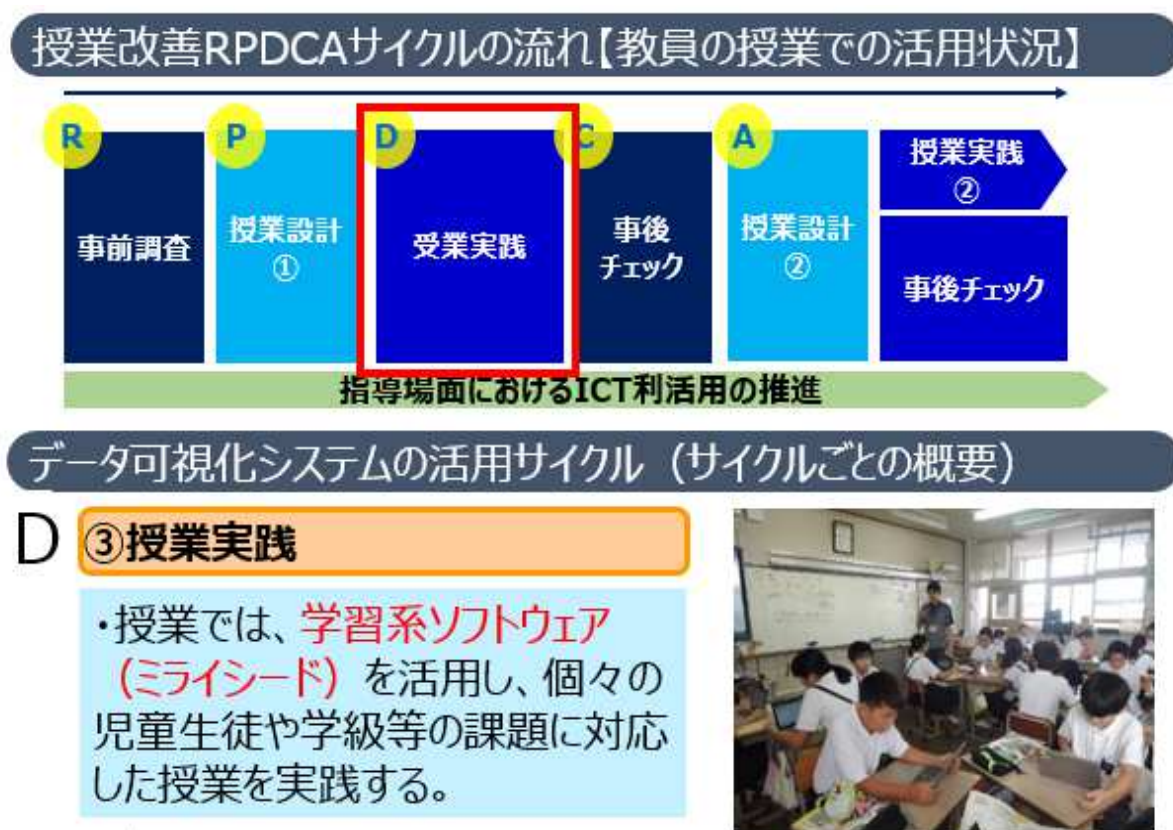 授業改善RPDCAサイクルの流れ【教員の授業での活用状況】
R
P
D
C
A
事前調査
授業設計
①
受業実践
事後
チェック
授業設計
②
授業実践
②
事後チェック
指導場面におけるICT利活用の推進
データ可視化システムの活用サイクル（サイクルごとの概要）
D
③授業実践
・授業では、学習系ソフトウェア
（ミライシード）を活用し、個々の
児童生徒や学級等の課題に対応
した授業を実践する。